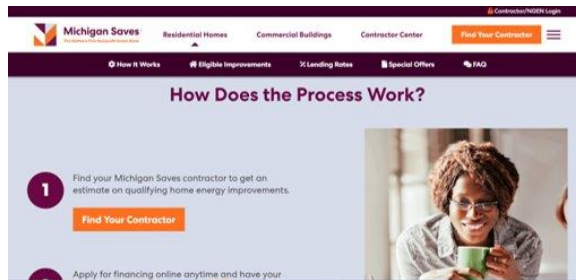 Contractor/NGEN Login
Michigan Saves
Residential Homes
Commercial Buildings
Contractor Center
Find Your Contractor
How It Works
Eligible Improvements
Lending Rates
Special Offers
FAQ
How Does the Process Work?
1
Find your Michigan Saves contractor to get an
estimate on qualifying home energy improvements.
Find Your Contractor
Apply for financing online anytime and have your